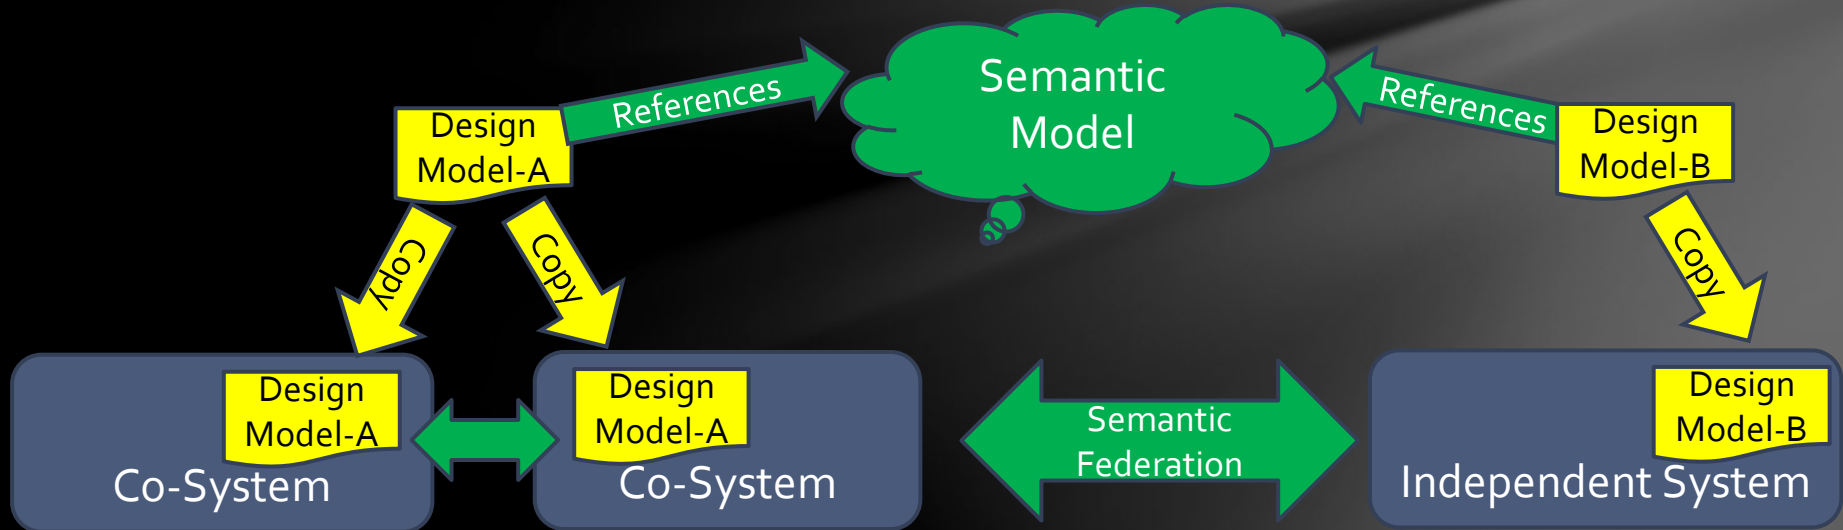 Semantic
Model
References
References
Design
Model-A
Design
Model-B
Copy
Copy
Copy
Design
Model-A
Co-System
Design
Model-A
Co-System
Semantic
Federation
Design
Model-B
Independent System